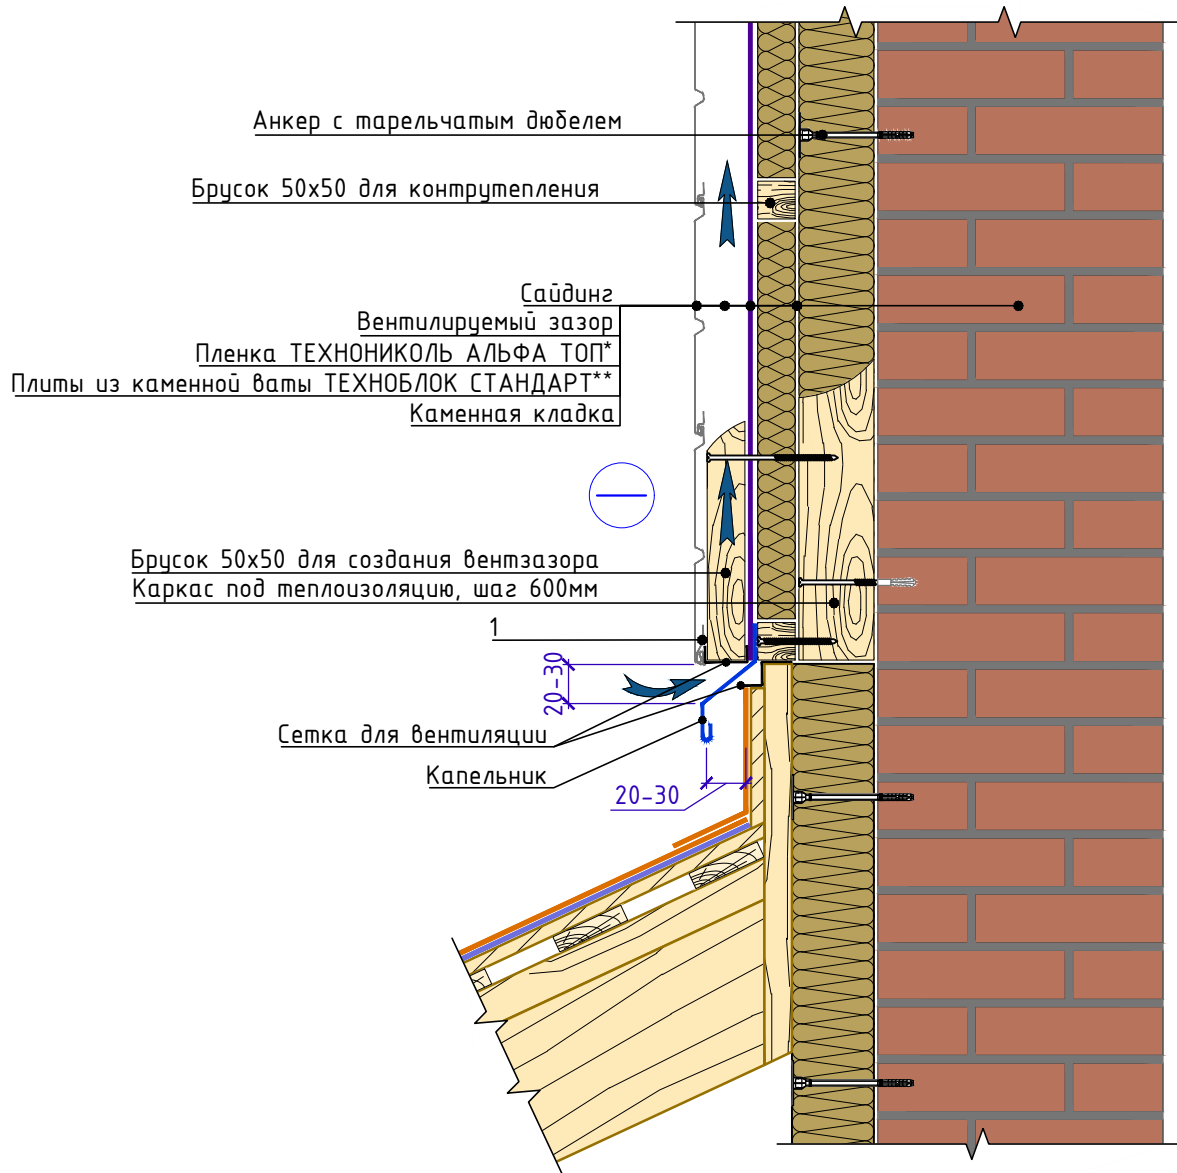 Анкер с тарельчатым дюбелем
Брусок 50х50 для контрутепления
Сайдинг
Вентилируемый зазор
Пленка ТЕХНОНИКОЛЬ АЛЬФА ТОП*
Плиты из каменной ваты ТЕХНОБЛОК СТАНДАРТ**
Каменная кладка
Брусок 50х50 для создания вентзазора
Каркас под теплоизоляцию, шаг 600мм
1
20-30
Сетка для вентиляции
Капельник
20-30